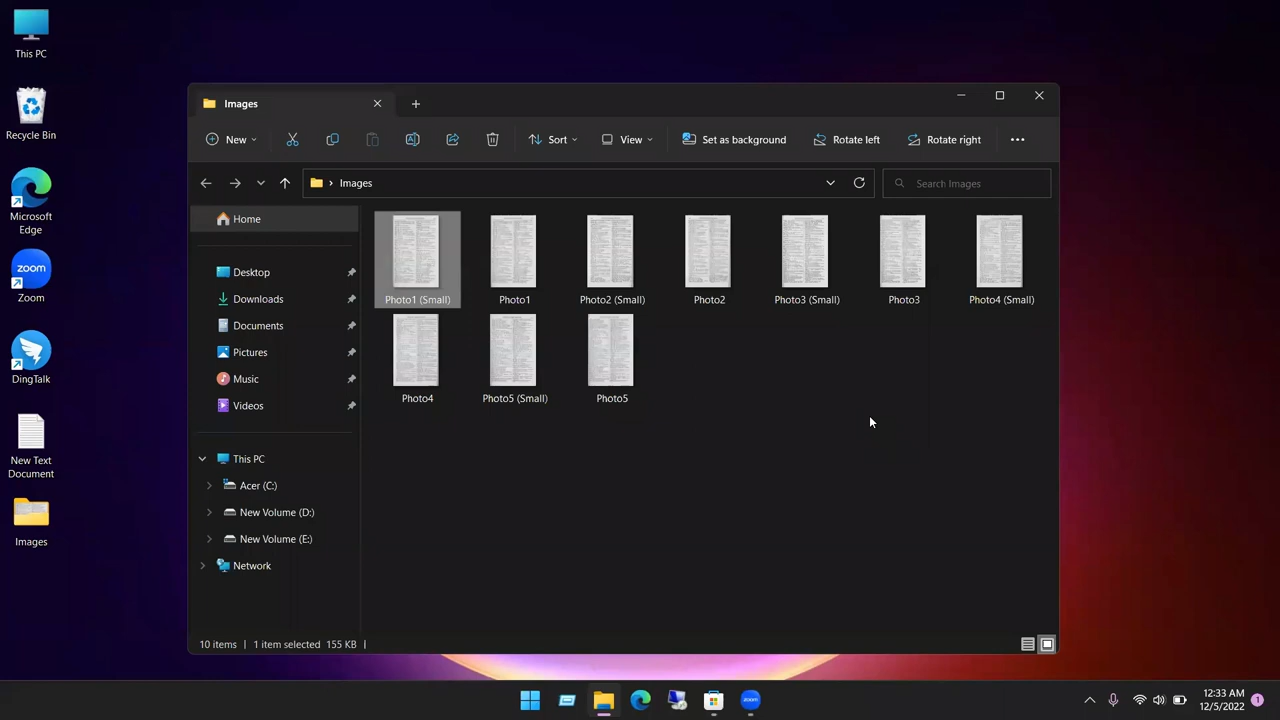 This PC
Recycle Bin
Microsoft
Edge
zoom
Zoom
DingTalk
New Text
Document
Images
Images
New
Sort
View
Set as background
Rotate left
Rotate right
Images
Search Images
Home
Desktop
Downloads
Documents
Pictures
Music
Videos
This PC
Acer (C:)
New Volume (D:)
New Volume (E:)
Network
Photo1 (Small)
Photo1
Photo2 (Small)
Photo2
Photo3 (Small)
Photo3
Photo4 (Small)
Photo4
Photo5 (Small)
Photo5
10 items
1 item selected 155 KB
zoom
12:33 AM
12/5/2022
1